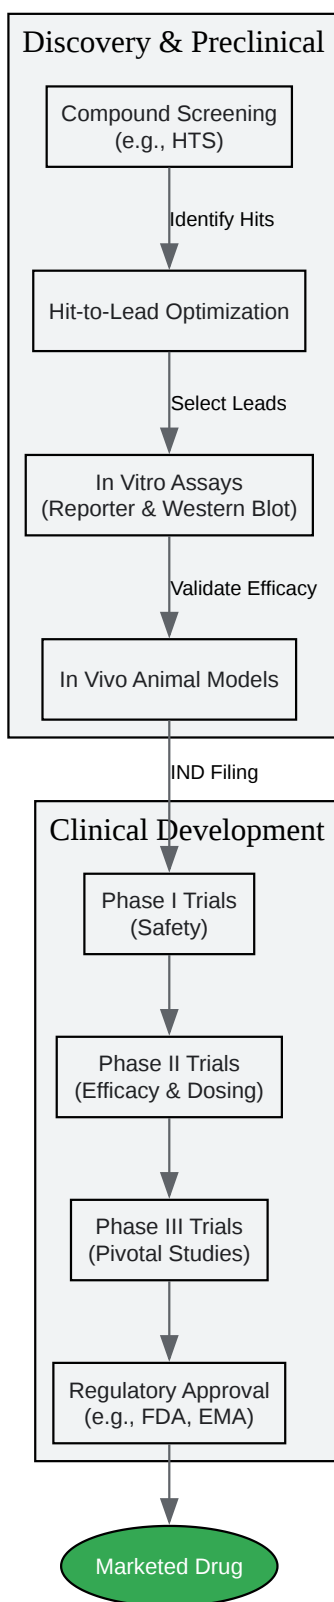 Discovery & Preclinical
Compound Screening
(e.g., HTS)
Identify Hits
Hit-to-Lead Optimization
Select Leads
In Vitro Assays
(Reporter & Western Blot)
Validate Efficacy
In Vivo Animal Models
IND Filing
Clinical Development
Phase I Trials
(Safety)
Phase II Trials
(Efficacy & Dosing)
Phase III Trials
(Pivotal Studies)
Regulatory Approval
(e.g., FDA, EMA)
Marketed Drug